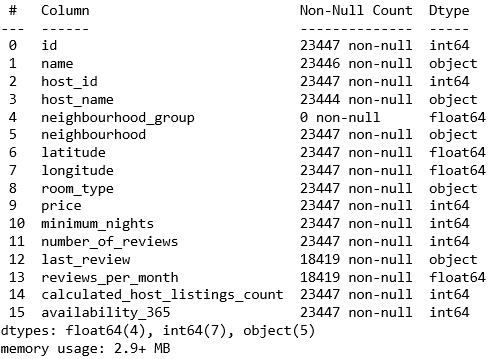 #   Column                          Non-Null Count  Dtype
---  ------                          --------------  -----
 0   id                              23447 non-null  int64
 1   name                            23446 non-null  object
 2   host_id                         23447 non-null  int64
 3   host_name                       23444 non-null  object
 4   neighbourhood_group             0 non-null      float64
 5   neighbourhood                   23447 non-null  object
 6   latitude                        23447 non-null  float64
 7   longitude                       23447 non-null  float64
 8   room_type                       23447 non-null  object
 9   price                           23447 non-null  int64
 10  minimum_nights                  23447 non-null  int64
 11  number_of_reviews               23447 non-null  int64
 12  last_review                     18419 non-null  object
 13  reviews_per_month               18419 non-null  float64
 14  calculated_host_listings_count  23447 non-null  int64
 15  availability_365                23447 non-null  int64
dtypes: float64(4), int64(7), object(5)
memory usage: 2.9+ MB